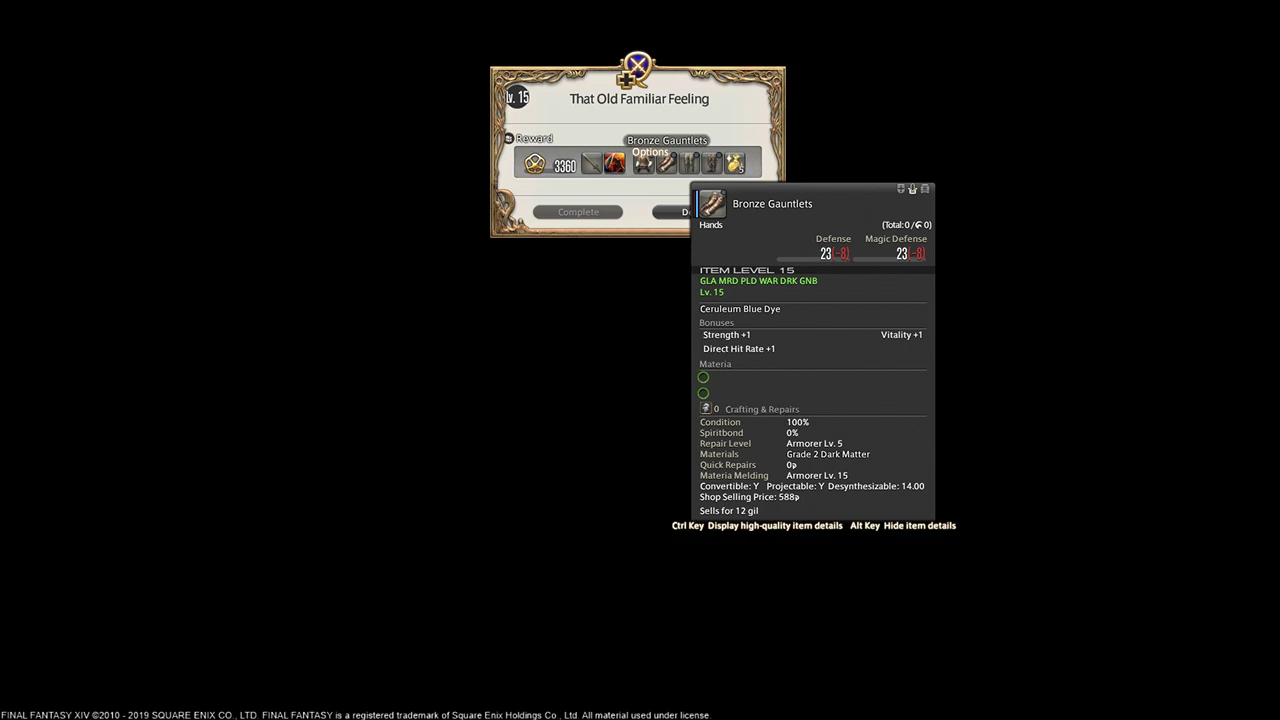 Lv. 15
That Old Familiar Feeling
Reward
Bronze Gauntlets
Options
3360
5
Complete
Bronze Gauntlets
Hands
(Total: 0 / 0)
Defense Magic Defense
23(-8) 23(-8)
ITEM LEVEL 15
GLA MRD PLD WAR DRK GNB
Lv. 15
Ceruleum Blue Dye
Bonuses
Strength +1 Vitality +1
Direct Hit Rate +1
Materia
0 Crafting & Repairs
Condition 100%
Spiritbond 0%
Repair Level Armorer Lv. 5
Materials Grade 2 Dark Matter
Quick Repairs 0
Materia Melding Armorer Lv. 15
Convertible: Y Projectable: Y Desynthesizable: 14.00
Shop Selling Price: 588
Sells for 12 gil
Ctrl Key Display high-quality item details Alt Key Hide item details
FINAL FANTASY XIV ©2010 - 2019 SQUARE ENIX CO., LTD. FINAL FANTASY is a registered trademark of Square Enix Holdings Co., Ltd. All material used under license.